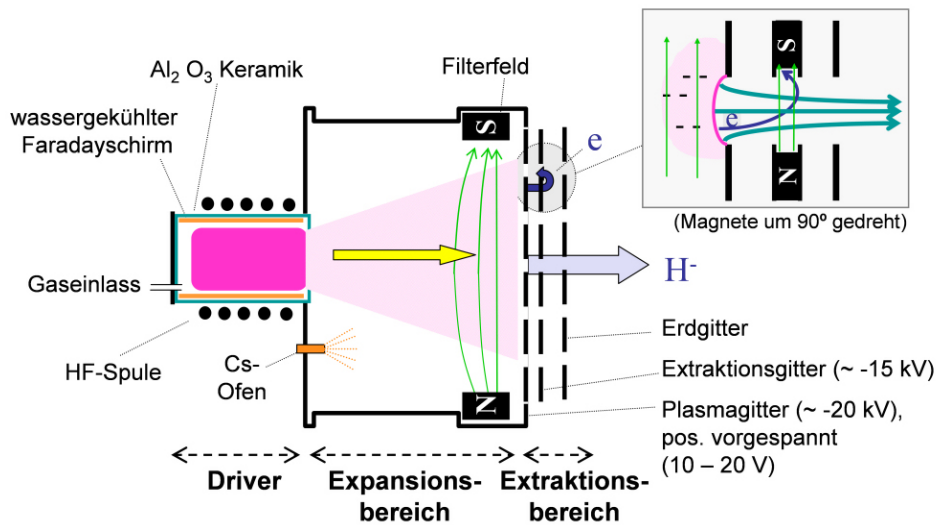 Al2 O3 Keramik
wassergekühlter
Faradayschirm
Gaseinlass
HF-Spule
Cs-
Ofen
Filterfeld
S
N
e
H-
S
N
e
(Magnete um 90º gedreht)
Erdgitter
Extraktionsgitter (~ -15 kV)
Plasmagitter (~ -20 kV),
pos. vorgespannt
(10 – 20 V)
Driver
Expansions-
bereich
Extraktions-
bereich